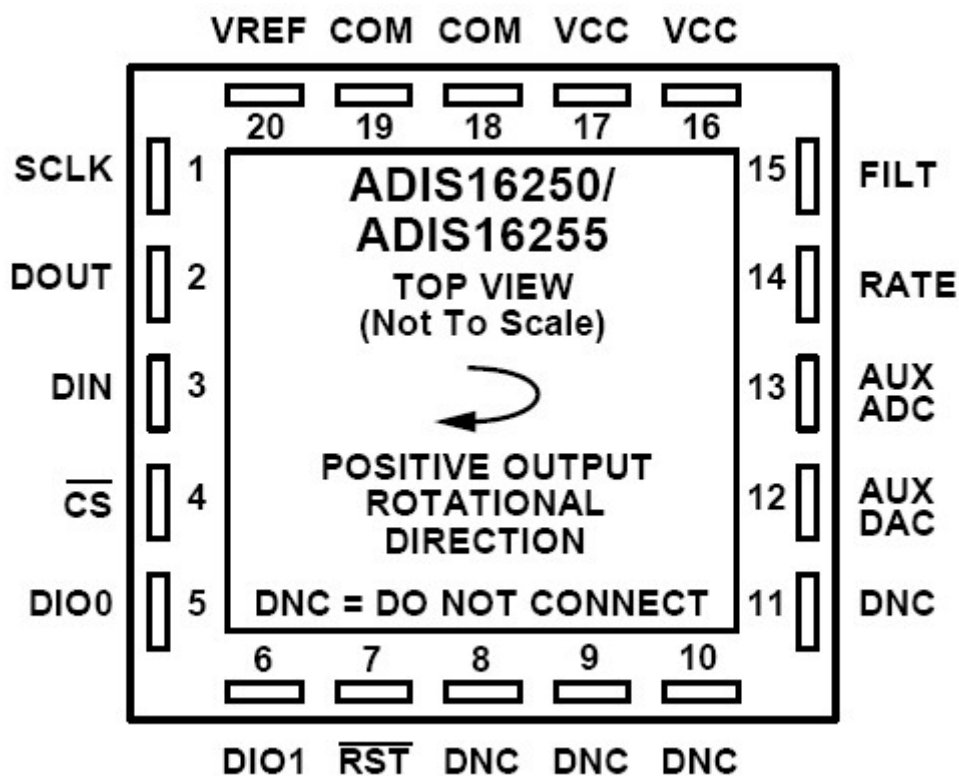 VREF COM COM VCC VCC
20 19 18 17 16
SCLK 1
DOUT 2
DIN 3
C̅S̅ 4
DIO0 5
ADIS16250/
ADIS16255
TOP VIEW
(Not To Scale)
POSITIVE OUTPUT
ROTATIONAL
DIRECTION
DNC = DO NOT CONNECT
15 FILT
14 RATE
13 AUX
ADC
12 AUX
DAC
11 DNC
6 7 8 9 10
DIO1 R̅S̅T̅ DNC DNC DNC